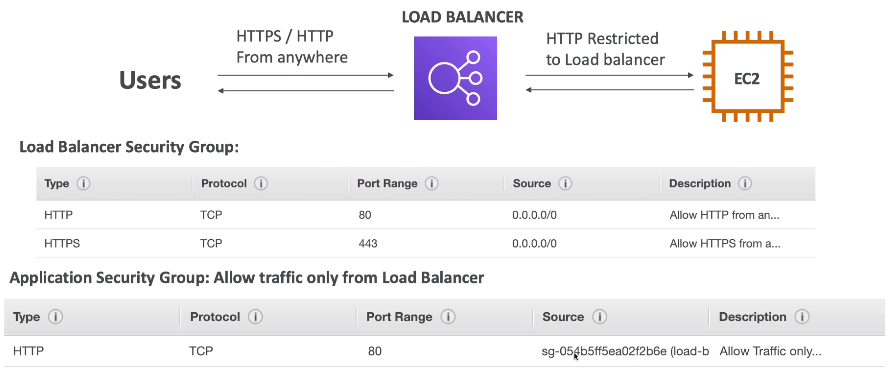 LOAD BALANCER
HTTPS / HTTP
From anywhere
HTTP Restricted
to Load balancer
Users
EC2
Load Balancer Security Group:
Type i Protocol i Port Range i Source i Description i
HTTP TCP 80 0.0.0.0/0 Allow HTTP from an...
HTTPS TCP 443 0.0.0.0/0 Allow HTTPS from a...
Application Security Group: Allow traffic only from Load Balancer
Type i Protocol i Port Range i Source i Description i
HTTP TCP 80 sg-054b5ff5ea02f2b6e (load-b Allow Traffic only...